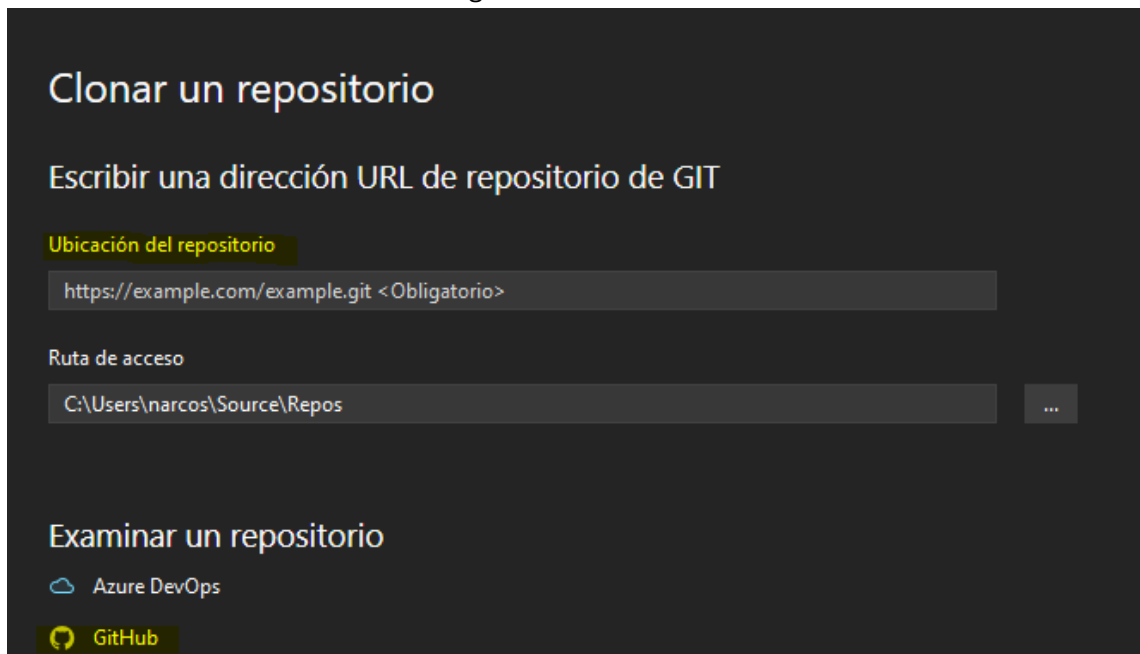 Clonar un repositorio
Escribir una dirección URL de repositorio de GIT
Ubicación del repositorio
https://example.com/example.git <Obligatorio>
Ruta de acceso
C:\Users\narcos\Source\Repos
...
Examinar un repositorio
Azure DevOps
GitHub